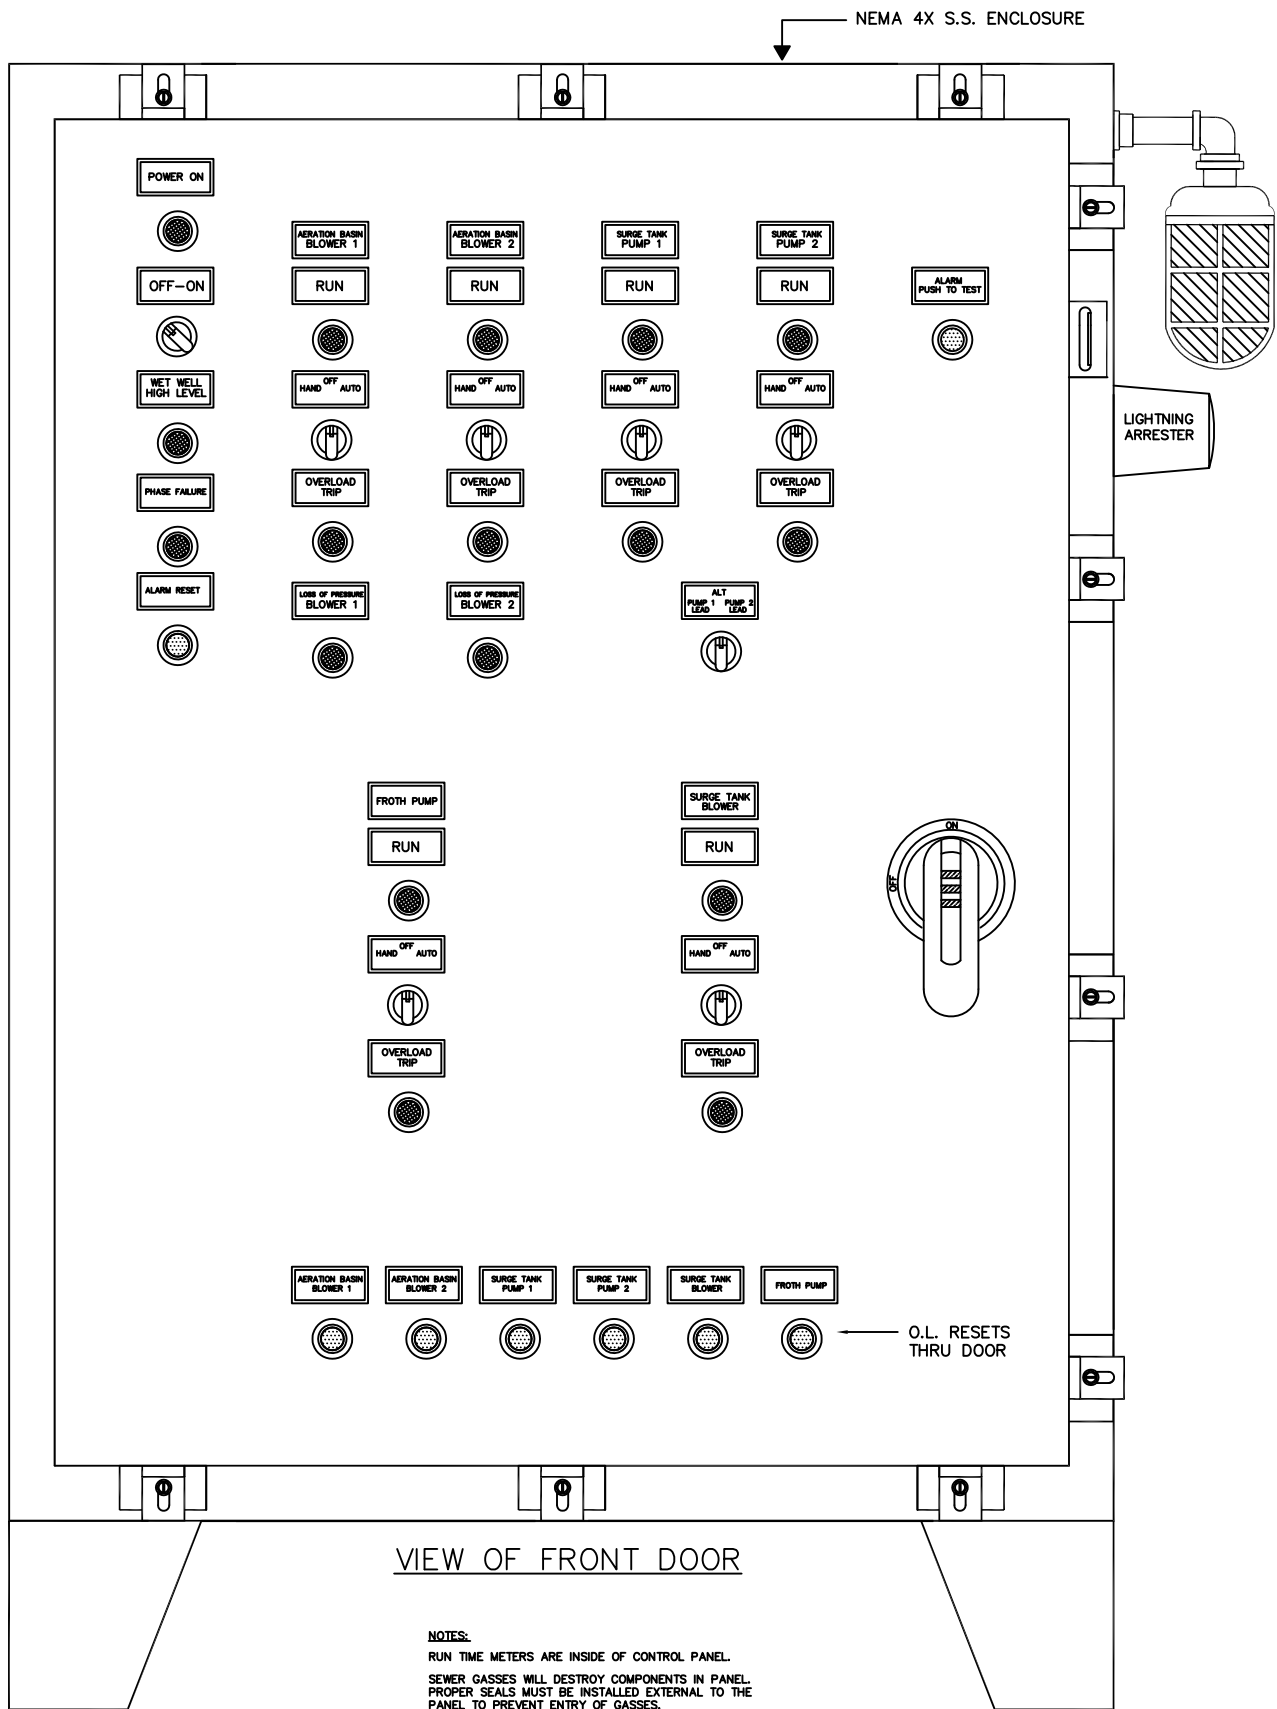 NEMA 4X S.S. ENCLOSURE
POWER ON
OFF-ON
WET WELL
HIGH LEVEL
PHASE FAILURE
ALARM RESET
AERATION BASIN
BLOWER 1
RUN
OFF
HAND AUTO
OVERLOAD
TRIP
LOSS OF PRESSURE
BLOWER 1
AERATION BASIN
BLOWER 2
RUN
OFF
HAND AUTO
OVERLOAD
TRIP
LOSS OF PRESSURE
BLOWER 2
SURGE TANK
PUMP 1
RUN
OFF
HAND AUTO
OVERLOAD
TRIP
SURGE TANK
PUMP 2
RUN
OFF
HAND AUTO
OVERLOAD
TRIP
ALT
PUMP 1 PUMP 2
LEAD LEAD
ALARM
PUSH TO TEST
LIGHTNING
ARRESTER
FROTH PUMP
RUN
OFF
HAND AUTO
OVERLOAD
TRIP
SURGE TANK
BLOWER
RUN
OFF
HAND AUTO
OVERLOAD
TRIP
ON
OFF
AERATION BASIN
BLOWER 1
AERATION BASIN
BLOWER 2
SURGE TANK
PUMP 1
SURGE TANK
PUMP 2
SURGE TANK
BLOWER
FROTH PUMP
O.L. RESETS
THRU DOOR
VIEW OF FRONT DOOR
NOTES:
RUN TIME METERS ARE INSIDE OF CONTROL PANEL.
SEWER GASSES WILL DESTROY COMPONENTS IN PANEL.
PROPER SEALS MUST BE INSTALLED EXTERNAL TO THE
PANEL TO PREVENT ENTRY OF GASSES.